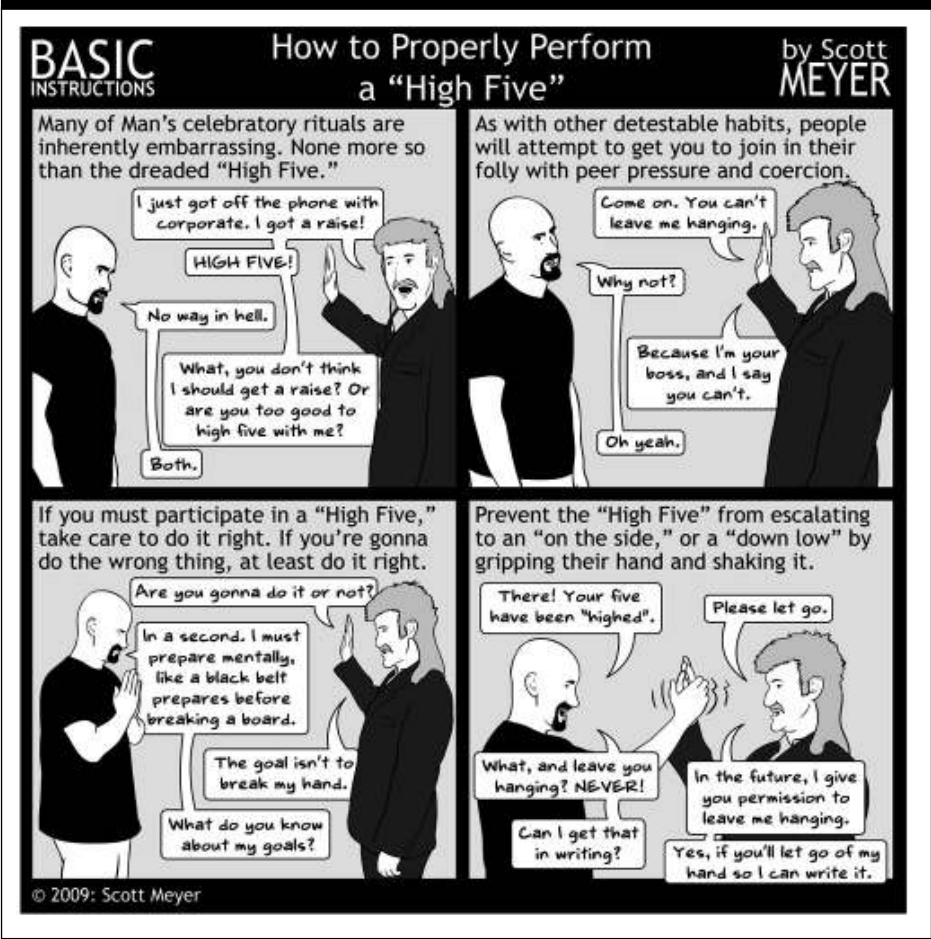 BASIC
INSTRUCTIONS
How to Properly Perform
a “High Five”
by Scott
MEYER
Many of Man’s celebratory rituals are
inherently embarrassing. None more so
than the dreaded “High Five.”
I just got off the phone with
corporate. I got a raise!
HIGH FIVE!
No way in hell.
What, you don't think
I should get a raise? Or
are you too good to
high five with me?
Both.
As with other detestable habits, people
will attempt to get you to join in their
folly with peer pressure and coercion.
Come on. You can't
leave me hanging.
Why not?
Because I'm your
boss, and I say
you can't.
Oh yeah.
If you must participate in a “High Five,”
take care to do it right. If you’re gonna
do the wrong thing, at least do it right.
Are you gonna do it or not?
In a second. I must
prepare mentally,
like a black belt
prepares before
breaking a board.
The goal isn't to
break my hand.
What do you know
about my goals?
Prevent the “High Five” from escalating
to an “on the side,” or a “down low” by
gripping their hand and shaking it.
There! Your five
have been "highed".
Please let go.
What, and leave you
hanging? NEVER!
In the future, I give
you permission to
leave me hanging.
Can I get that
in writing?
Yes, if you'll let go of my
hand so I can write it.
© 2009: Scott Meyer